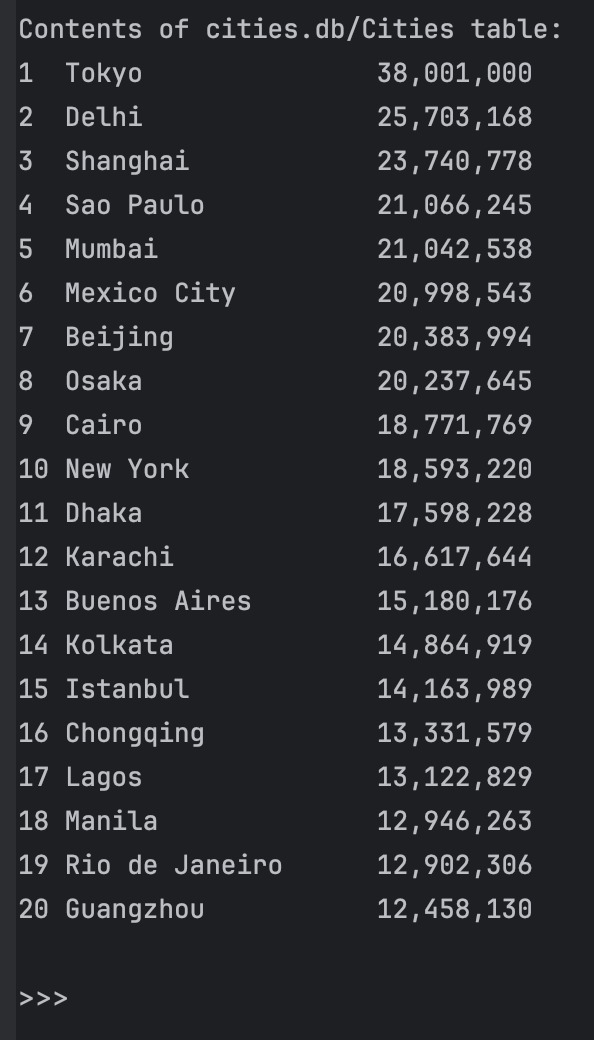 Contents of cities.db/Cities table:
1  Tokyo               38,001,000
2  Delhi               25,703,168
3  Shanghai            23,740,778
4  Sao Paulo           21,066,245
5  Mumbai              21,042,538
6  Mexico City         20,998,543
7  Beijing             20,383,994
8  Osaka               20,237,645
9  Cairo               18,771,769
10 New York            18,593,220
11 Dhaka               17,598,228
12 Karachi             16,617,644
13 Buenos Aires        15,180,176
14 Kolkata             14,864,919
15 Istanbul            14,163,989
16 Chongqing           13,331,579
17 Lagos               13,122,829
18 Manila              12,946,263
19 Rio de Janeiro      12,902,306
20 Guangzhou           12,458,130
>>>